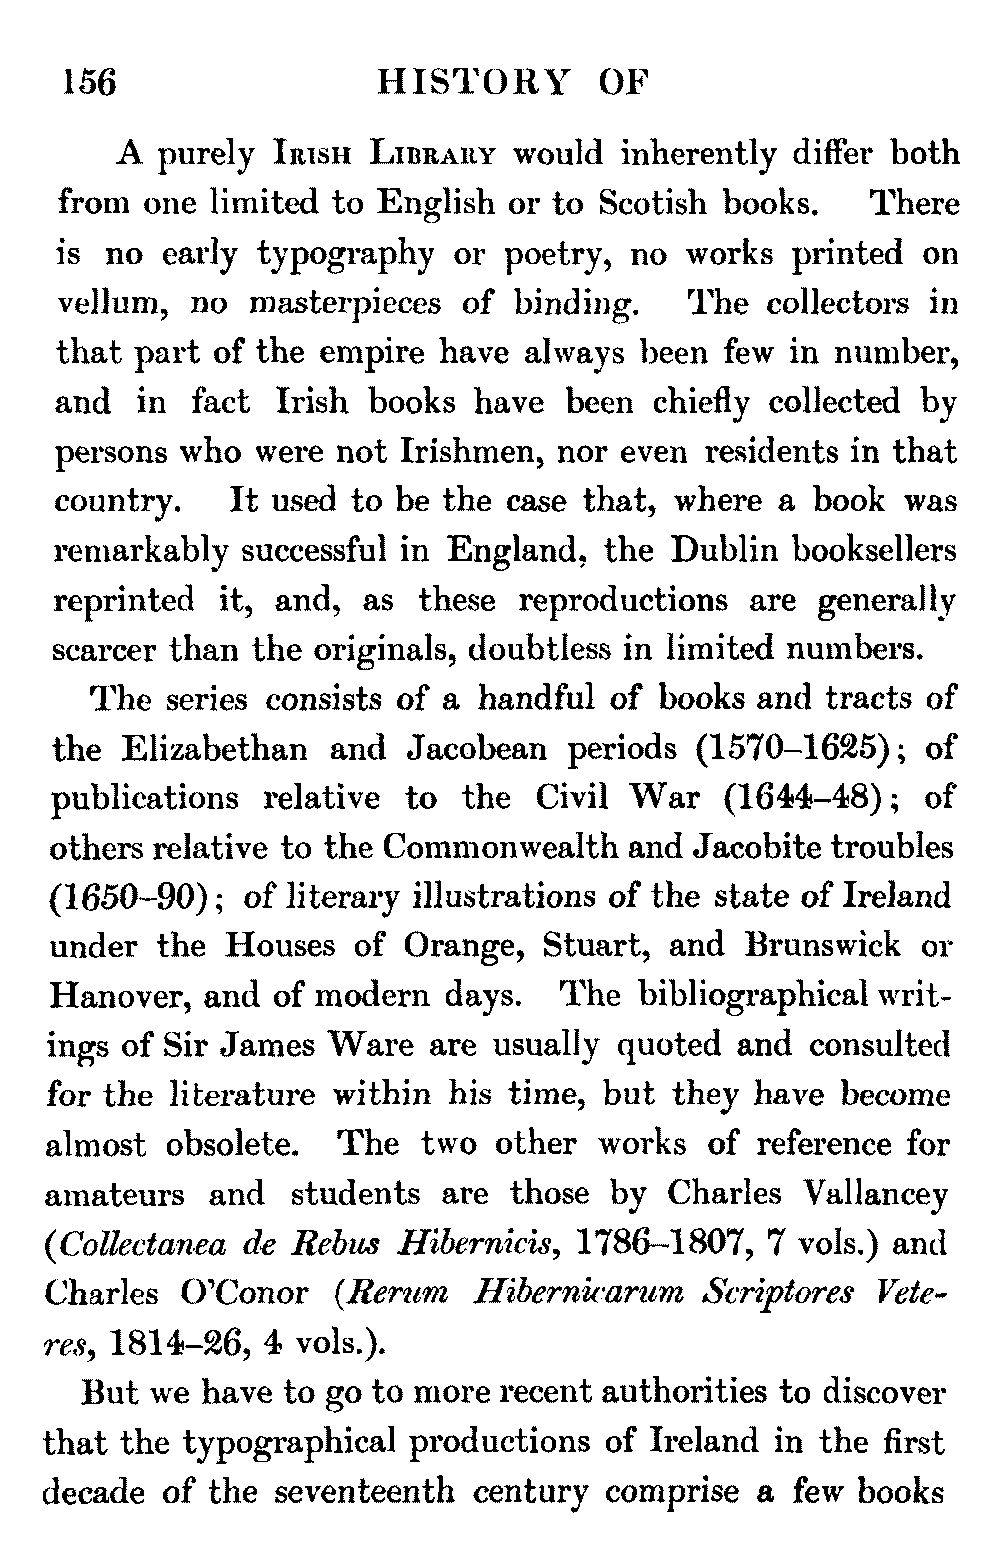 156 HISTORY OF
A purely Irish Library would inherently differ both
from one limited to English or to Scotish books. There
is no early typography or poetry, no works printed on
vellum, no masterpieces of binding. The collectors in
that part of the empire have always been few in number,
and in fact Irish books have been chiefly collected by
persons who were not Irishmen, nor even residents in that
country. It used to be the case that, where a book was
remarkably successful in England, the Dublin booksellers
reprinted it, and, as these reproductions are generally
scarcer than the originals, doubtless in limited numbers.
The series consists of a handful of books and tracts of
the Elizabethan and Jacobean periods (1570–1625); of
publications relative to the Civil War (1644–48); of
others relative to the Commonwealth and Jacobite troubles
(1650–90); of literary illustrations of the state of Ireland
under the Houses of Orange, Stuart, and Brunswick or
Hanover, and of modern days. The bibliographical writ-
ings of Sir James Ware are usually quoted and consulted
for the literature within his time, but they have become
almost obsolete. The two other works of reference for
amateurs and students are those by Charles Vallancey
(Collectanea de Rebus Hibernicis, 1786–1807, 7 vols.) and
Charles O'Conor (Rerum Hibernicarum Scriptores Vete-
res, 1814–26, 4 vols.).
But we have to go to more recent authorities to discover
that the typographical productions of Ireland in the first
decade of the seventeenth century comprise a few books